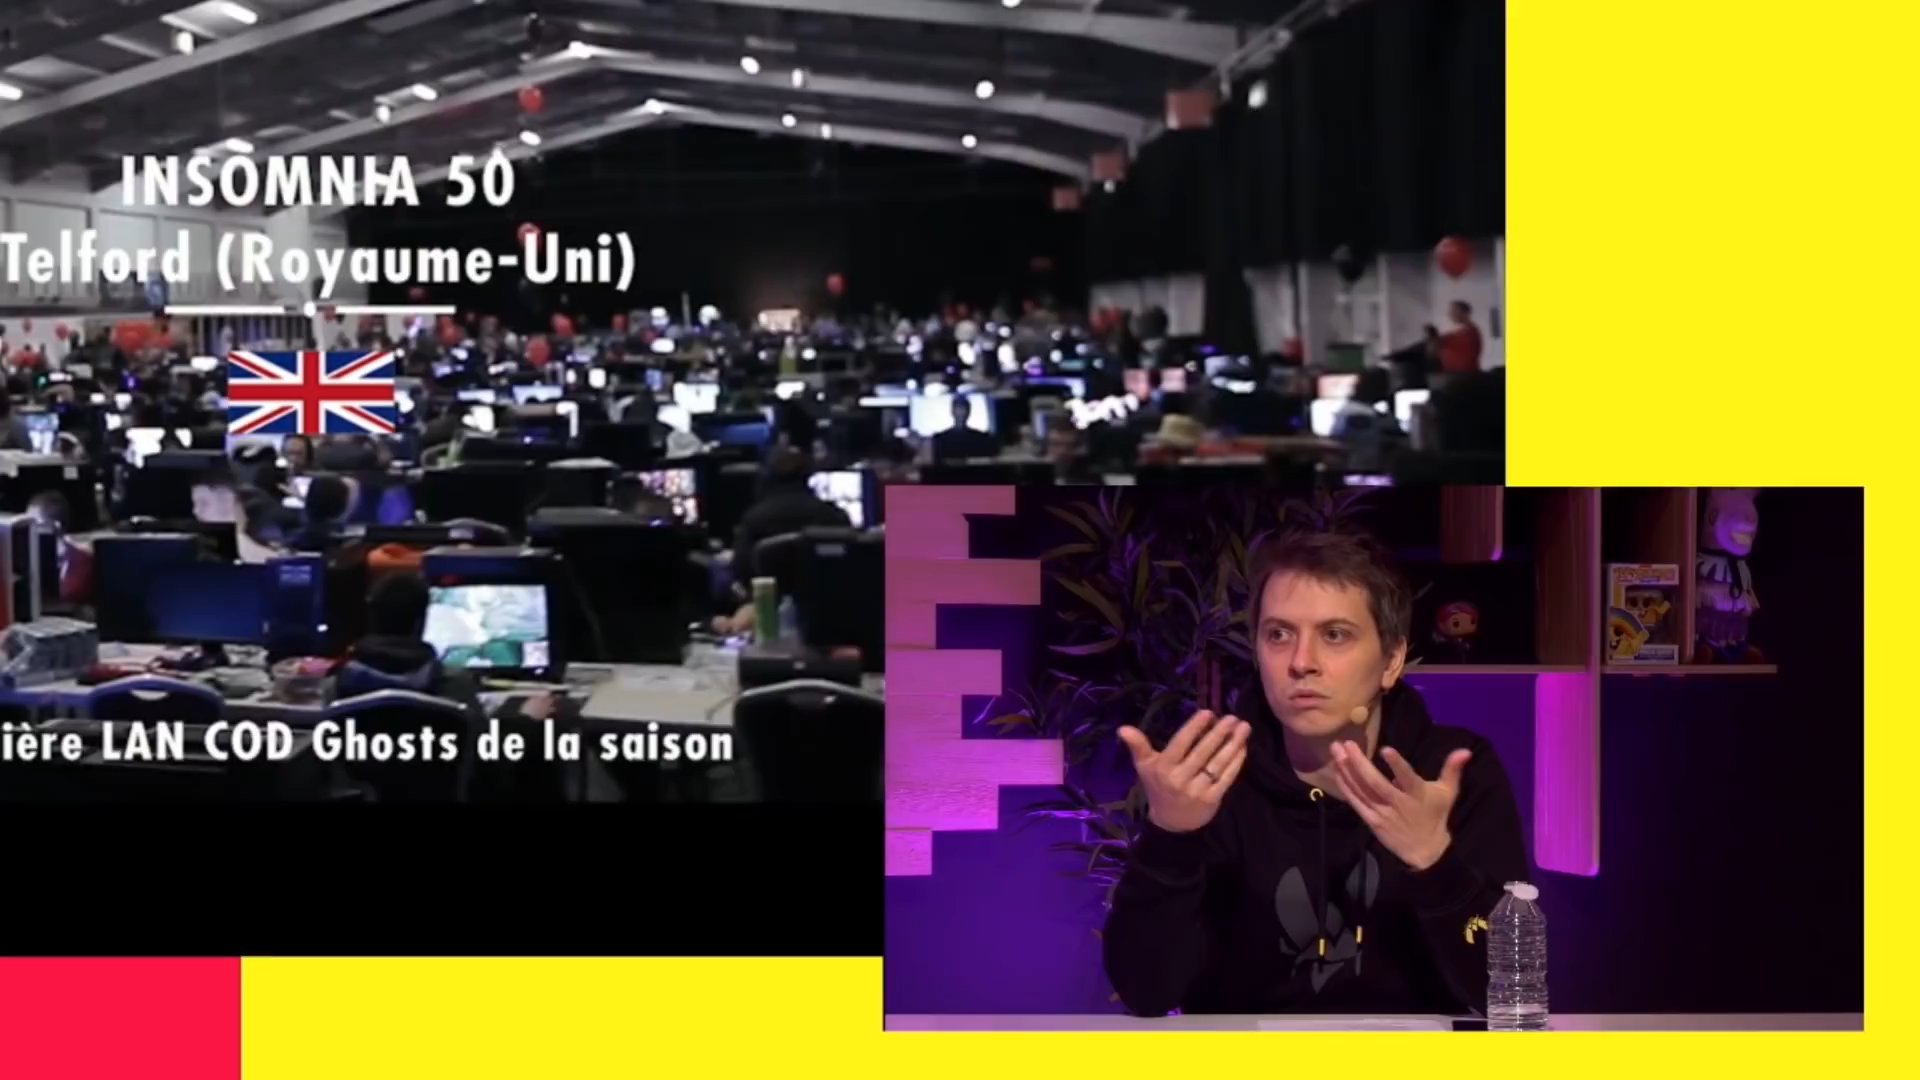 INSOMNIA 50
Telford (Royaume-Uni)
ière LAN COD Ghosts de la saison